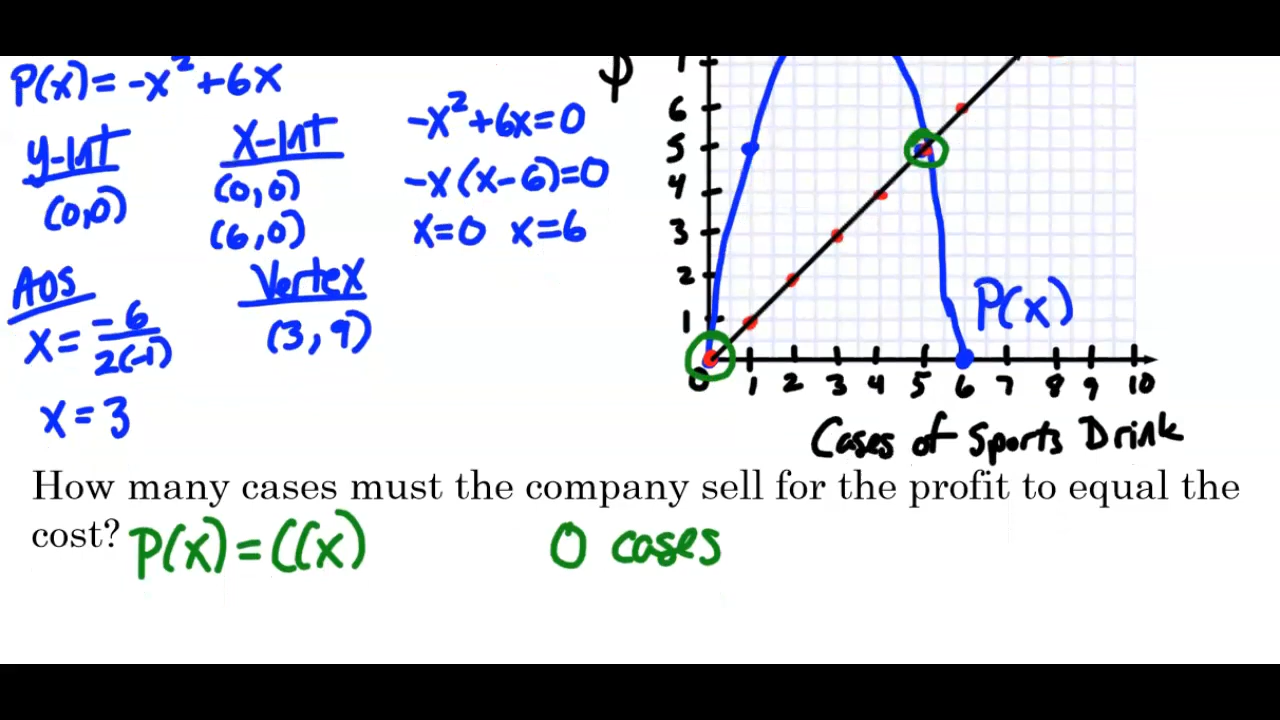 P(x) = -x² + 6x
y-int
(0,0)
x-int
(0,0)
(6,0)
-x² + 6x = 0
-x(x-6) = 0
x = 0 x = 6
AOS
x = -6/2(-1)
x = 3
Vertex
(3, 9)
7
6
5
4
3
2
1
0 1 2 3 4 5 6 7 8 9 10
P(x)
Cases of Sports Drink
How many cases must the company sell for the profit to equal the
cost? P(x) = C(x) 0 cases